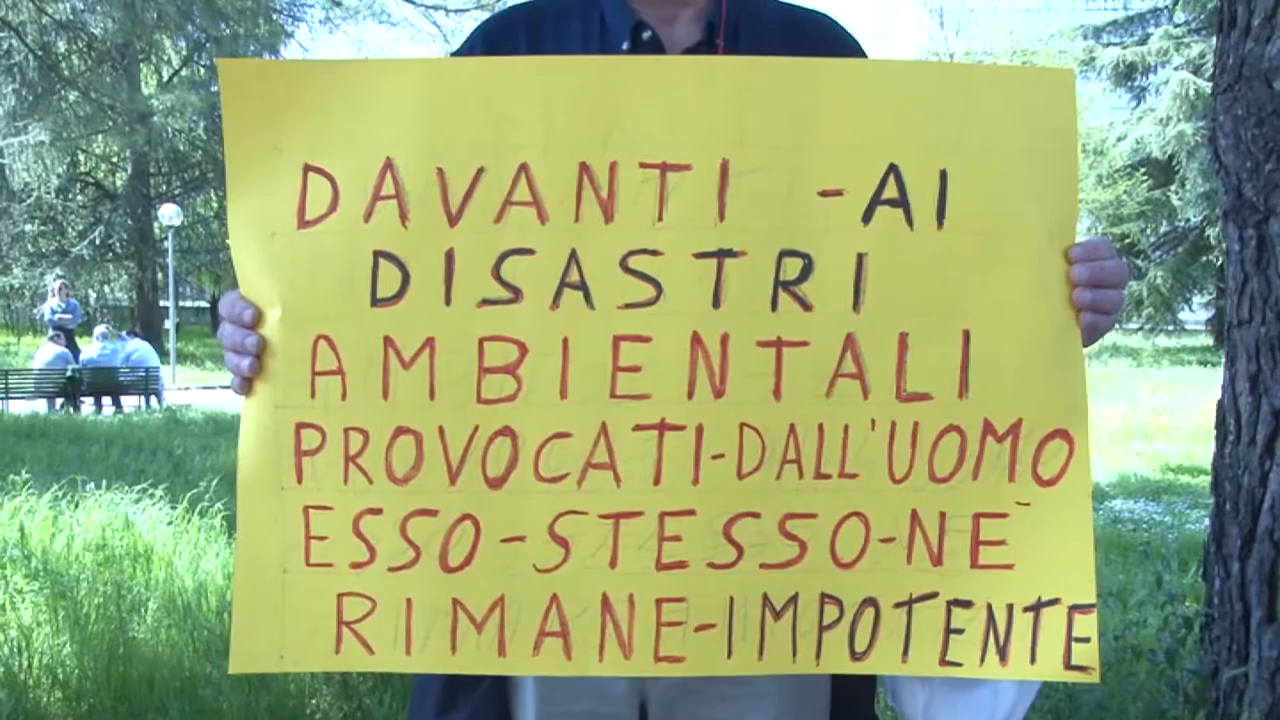 DAVANTI -AI
DISASTRI
AMBIENTALI
PROVOCATI-DALL'UOMO
ESSO-STESSO-NE
RIMANE-IMPOTENTE